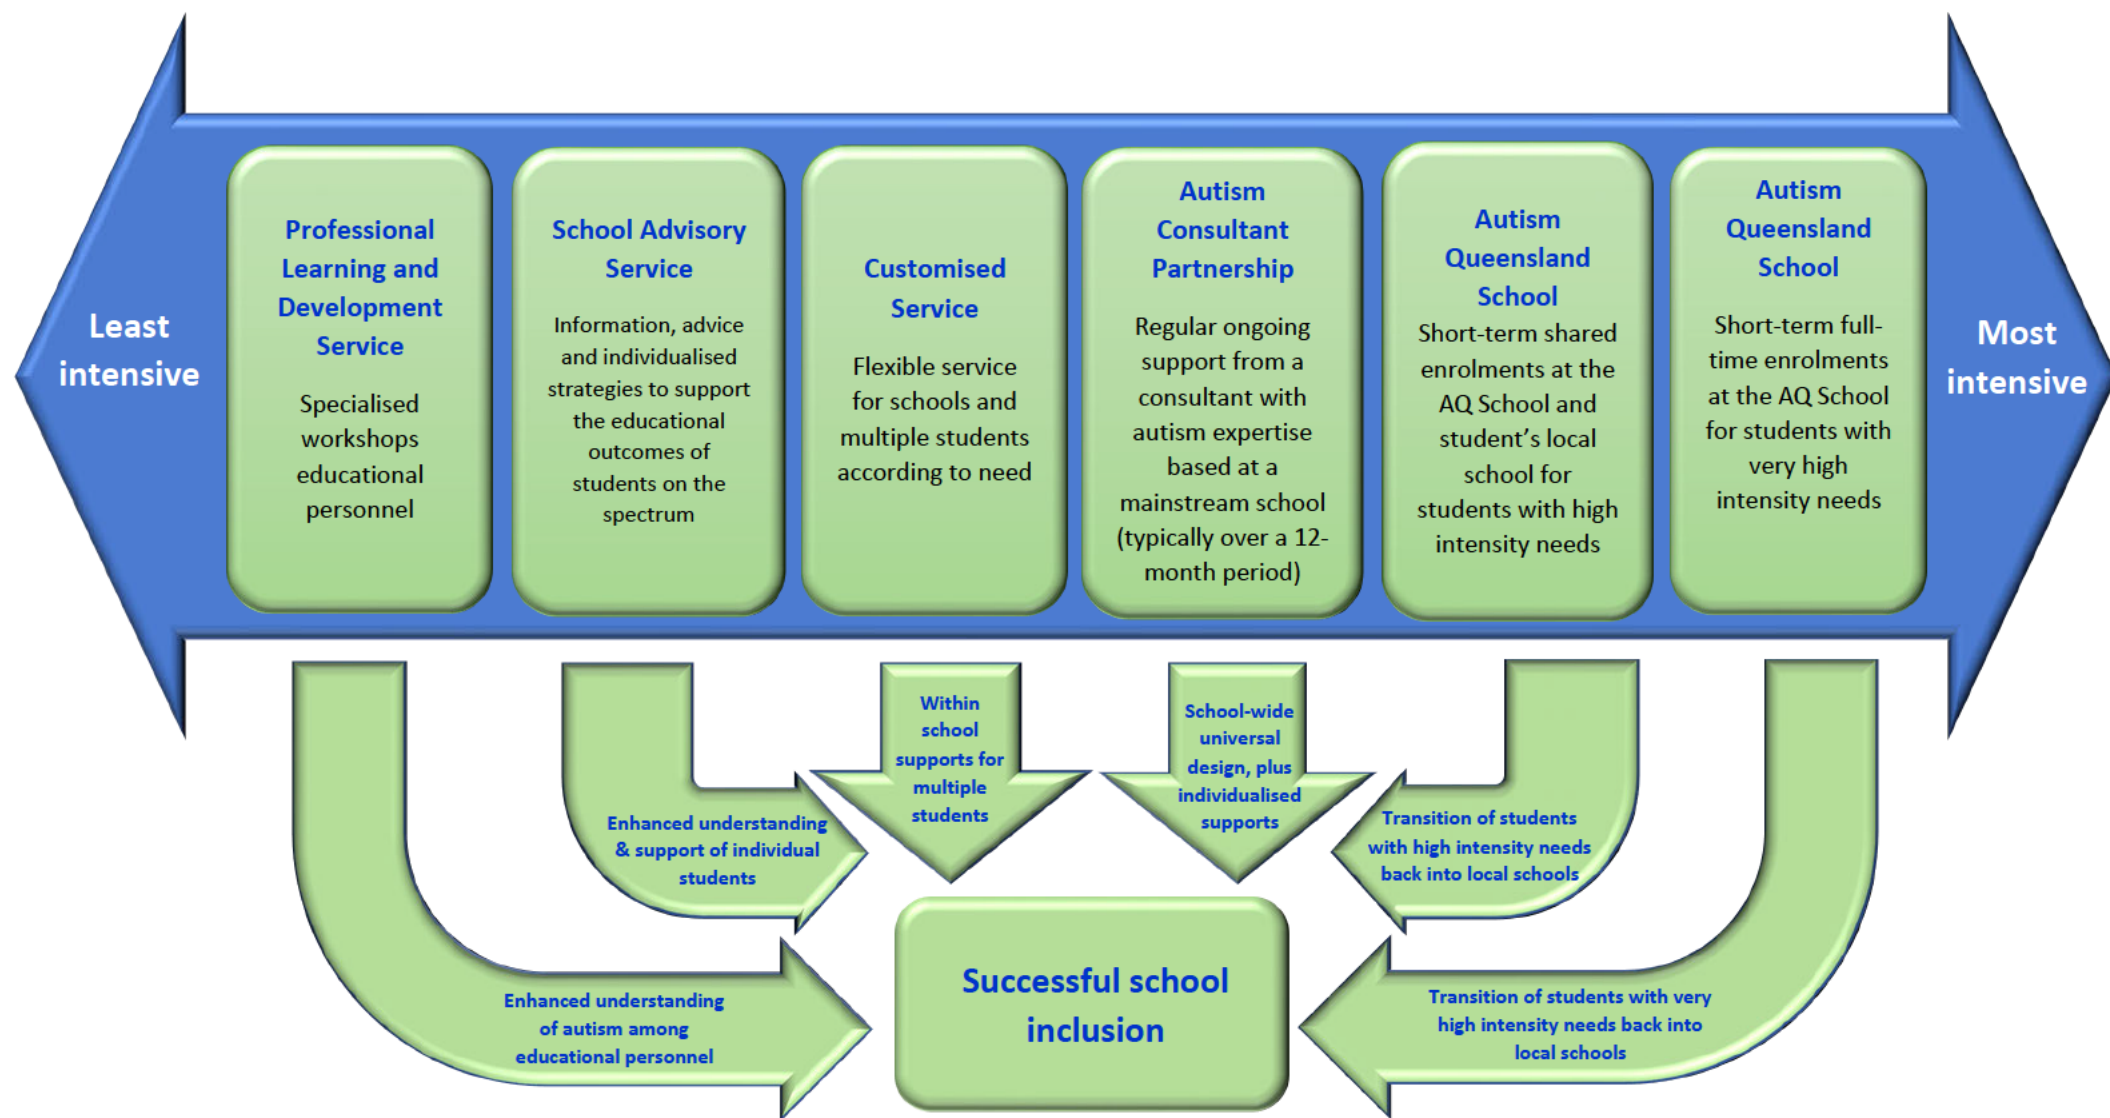 Least
intensive
Professional
Learning and
Development
Service
Specialised
workshops
educational
personnel
School Advisory
Service
Information, advice
and individualised
strategies to support
the educational
outcomes of
students on the
spectrum
Customised
Service
Flexible service
for schools and
multiple students
according to need
Autism
Consultant
Partnership
Regular ongoing
support from a
consultant with
autism expertise
based at a
mainstream school
(typically over a 12-
month period)
Autism
Queensland
School
Short-term shared
enrolments at the
AQ School and
student’s local
school for
students with high
intensity needs
Autism
Queensland
School
Short-term full-
time enrolments
at the AQ School
for students with
very high
intensity needs
Most
intensive
Enhanced understanding
of autism among
educational personnel
Enhanced understanding
& support of individual
students
Within
school
supports for
multiple
students
School-wide
universal
design, plus
individualised
supports
Transition of students
with high intensity needs
back into local schools
Transition of students with very
high intensity needs back into
local schools
Successful school
inclusion